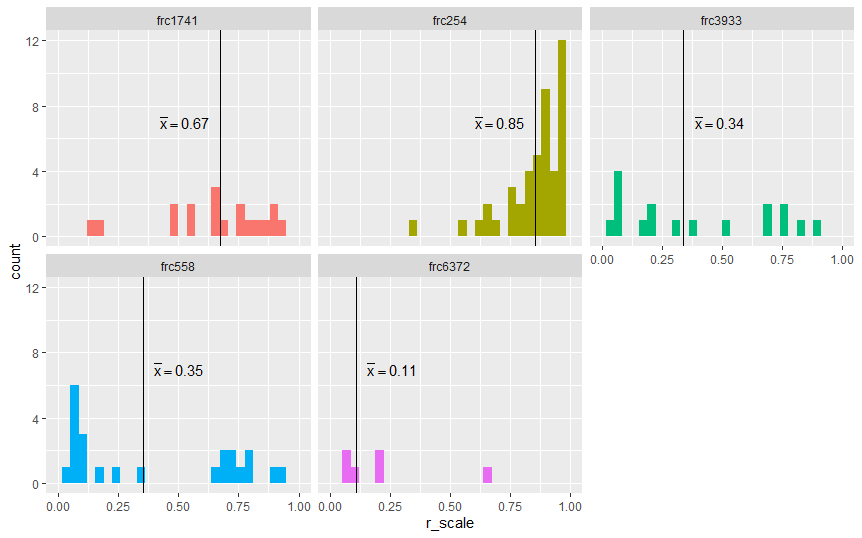 frc1741 frc254 frc3933
12
8
4
0
x̅ = 0.67
x̅ = 0.85
x̅ = 0.34
0.00 0.25 0.50 0.75 1.00
count
frc558 frc6372
12
8
4
0
x̅ = 0.35
x̅ = 0.11
0.00 0.25 0.50 0.75 1.00
0.00 0.25 0.50 0.75 1.00
r_scale